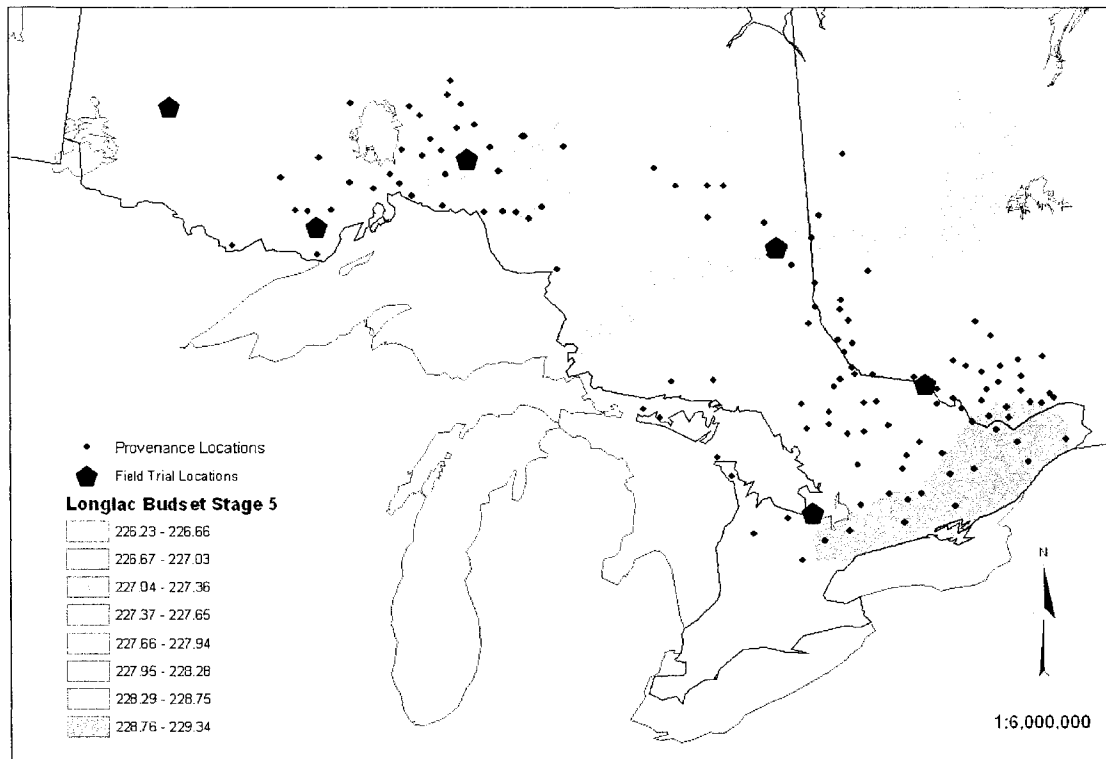 Provenance Locations
Field Trial Locations
Longlac Budset Stage 5
226.23 - 226.66
226.67 - 227.03
227.04 - 227.36
227.37 - 227.65
227.66 - 227.94
227.95 - 228.28
228.29 - 228.75
228.76 - 229.34
N
1:6,000,000